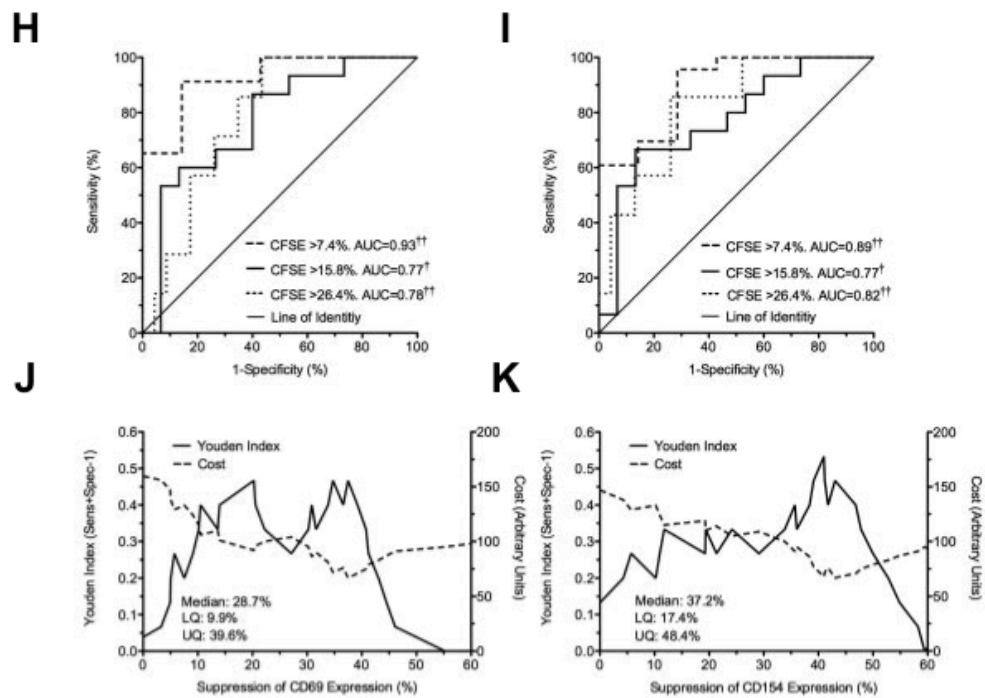 H
I
100
80
60
40
20
0
Sensitivity (%)
CFSE >7.4%. AUC=0.93††
CFSE >15.8%. AUC=0.77†
CFSE >26.4%. AUC=0.78††
Line of Identitiy
0 20 40 60 80 100
1-Specificity (%)
100
80
60
40
20
0
Sensitivity (%)
CFSE >7.4%. AUC=0.89††
CFSE >15.8%. AUC=0.77†
CFSE >26.4%. AUC=0.82††
Line of Identitiy
0 20 40 60 80 100
1-Specificity (%)
J
K
0.6
0.5
0.4
0.3
0.2
0.1
0.0
Youden Index (Sens+Spec-1)
Youden Index
Cost
Median: 28.7%
LQ: 9.9%
UQ: 39.6%
200
150
100
50
0
Cost (Arbitrary
Units)
0 10 20 30 40 50 60
Suppression of CD69 Expression (%)
0.6
0.5
0.4
0.3
0.2
0.1
0.0
Youden Index (Sens+Spec-1)
Youden Index
Cost
Median: 37.2%
LQ: 17.4%
UQ: 48.4%
200
150
100
50
0
Cost (Arbitrary
Units)
0 10 20 30 40 50 60
Suppression of CD154 Expression (%)